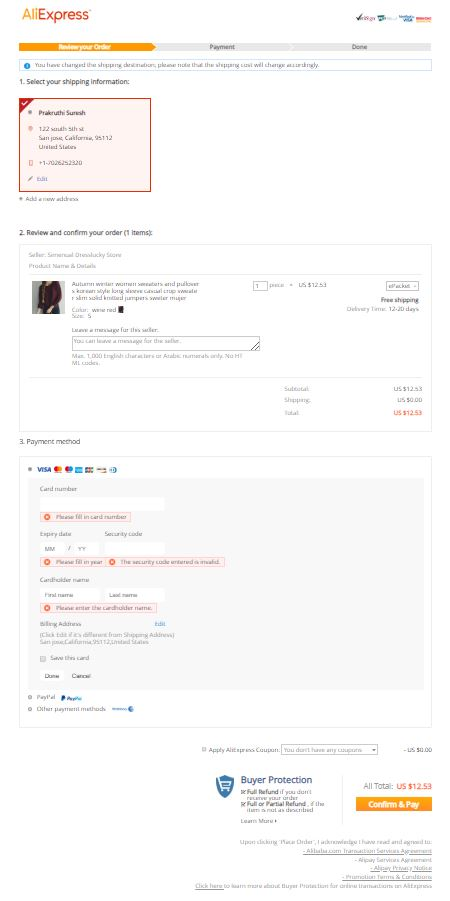 AliExpress
VeriSign
VISA
Review your Order
Payment
Done
You have changed the shipping destination, please note that the shipping cost will change accordingly.
1. Select your shipping information:
Prakruthi Suresh
122 south 5th st
San jose, California, 95112
United States
+1-7026252320
Edit
+ Add a new address
2. Review and confirm your order (1 items):
Seller: Simenual Dresslucky Store
Product Name & Details
Autumn winter women sweaters and pullover
s korean style long sleeve casual crop sweate
r slim solid knitted jumpers sweter mujer
1 piece × US $12.53
ePacket
Free shipping
Delivery Time: 12-20 days
Color: wine red
Size: S
Leave a message for this seller:
You can leave a message for the seller.
Max. 1,000 English characters or Arabic numerals only. No HT
ML codes.
Subtotal: US $12.53
Shipping: US $0.00
Total: US $12.53
3. Payment method
VISA
Card number
Please fill in card number
Expiry date Security code
MM / YY
Please fill in year The security code entered is invalid.
Cardholder name
First name Last name
Please enter the cardholder name.
Billing Address Edit
(Click Edit if it's different from Shipping Address)
San jose,California,95112,United States
Save this card
Done Cancel
PayPal PayPal
Other payment methods
Apply AliExpress Coupon: You don't have any coupons - US $0.00
Buyer Protection
Full Refund if you don't
receive your order
Full or Partial Refund , if the
item is not as described
Learn More
All Total: US $12.53
Confirm & Pay
Upon clicking 'Place Order', I acknowledge I have read and agreed to:
- Alibaba.com Transaction Services Agreement
- Alipay Services Agreement
- Alipay Privacy Notice
- Promotion Terms & Conditions
Click here to learn more about Buyer Protection for online transactions on AliExpress